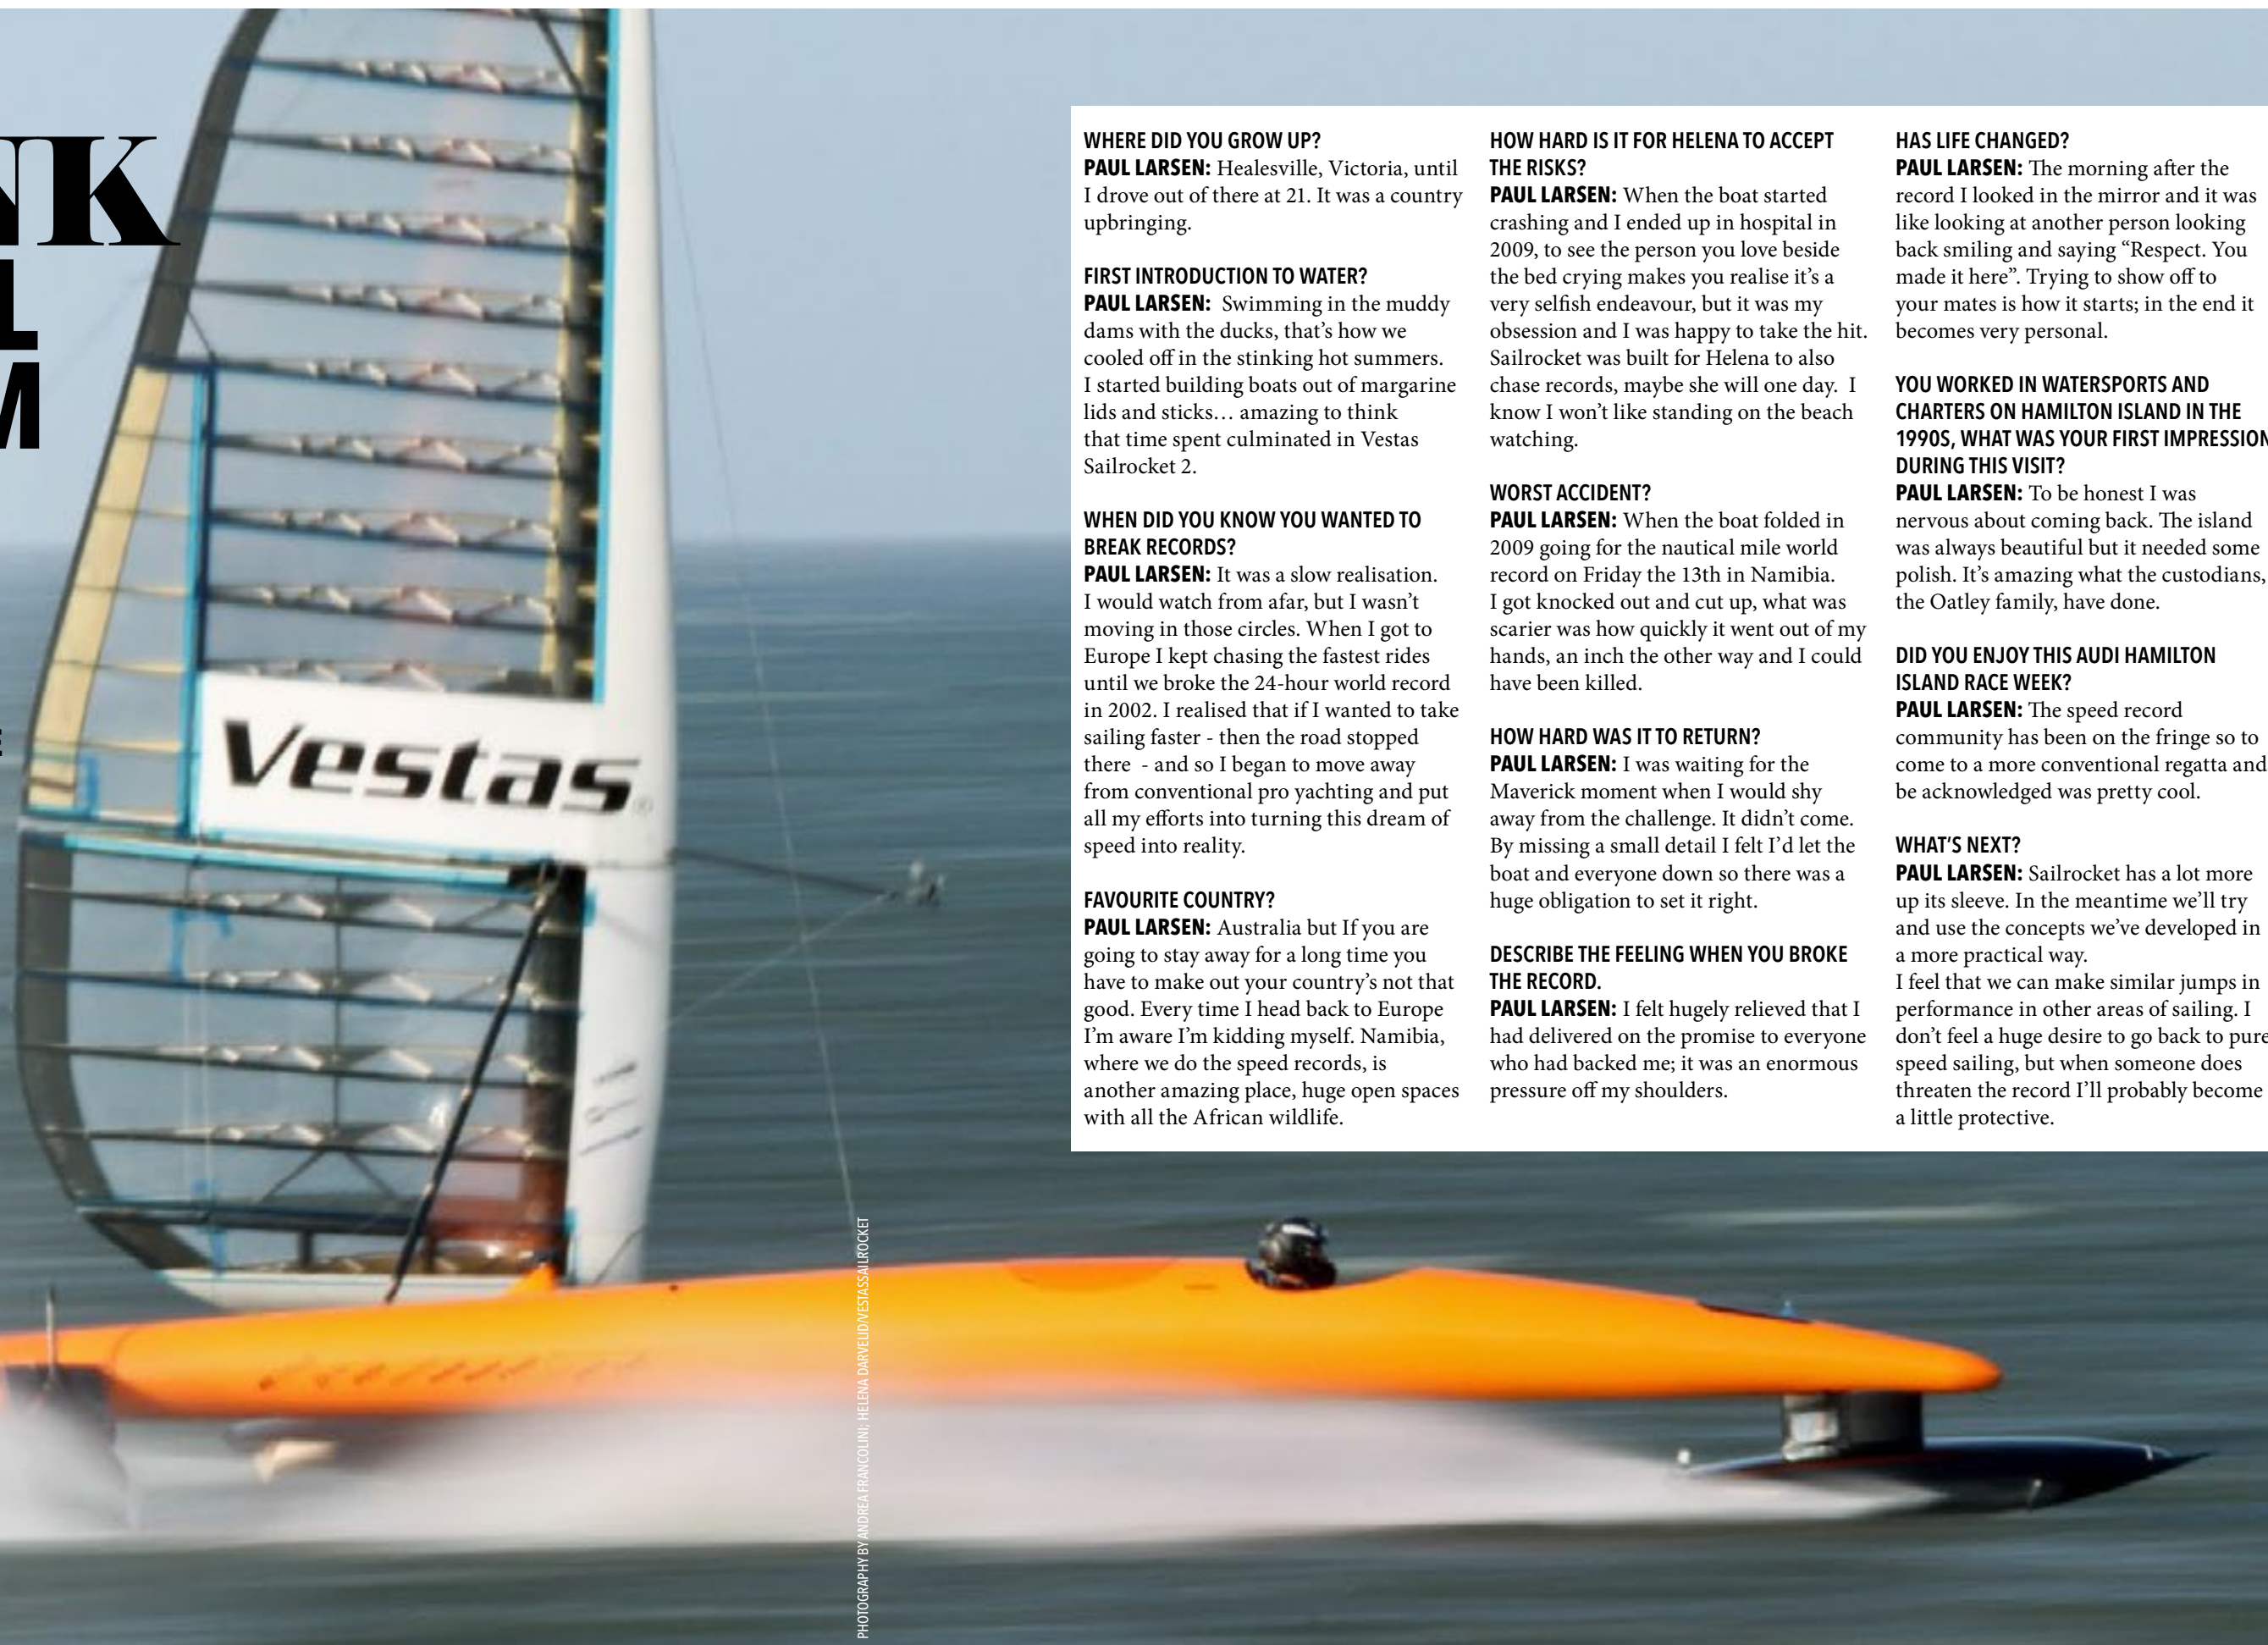 NK
L
M
Vestas
WHERE DID YOU GROW UP?
PAUL LARSEN: Healesville, Victoria, until
I drove out of there at 21. It was a country
upbringing.
FIRST INTRODUCTION TO WATER?
PAUL LARSEN: Swimming in the muddy
dams with the ducks, that’s how we
cooled off in the stinking hot summers.
I started building boats out of margarine
lids and sticks… amazing to think
that time spent culminated in Vestas
Sailrocket 2.
WHEN DID YOU KNOW YOU WANTED TO
BREAK RECORDS?
PAUL LARSEN: It was a slow realisation.
I would watch from afar, but I wasn’t
moving in those circles. When I got to
Europe I kept chasing the fastest rides
until we broke the 24-hour world record
in 2002. I realised that if I wanted to take
sailing faster - then the road stopped
there - and so I began to move away
from conventional pro yachting and put
all my efforts into turning this dream of
speed into reality.
FAVOURITE COUNTRY?
PAUL LARSEN: Australia but If you are
going to stay away for a long time you
have to make out your country’s not that
good. Every time I head back to Europe
I’m aware I’m kidding myself. Namibia,
where we do the speed records, is
another amazing place, huge open spaces
with all the African wildlife.
HOW HARD IS IT FOR HELENA TO ACCEPT
THE RISKS?
PAUL LARSEN: When the boat started
crashing and I ended up in hospital in
2009, to see the person you love beside
the bed crying makes you realise it’s a
very selfish endeavour, but it was my
obsession and I was happy to take the hit.
Sailrocket was built for Helena to also
chase records, maybe she will one day. I
know I won’t like standing on the beach
watching.
WORST ACCIDENT?
PAUL LARSEN: When the boat folded in
2009 going for the nautical mile world
record on Friday the 13th in Namibia.
I got knocked out and cut up, what was
scarier was how quickly it went out of my
hands, an inch the other way and I could
have been killed.
HOW HARD WAS IT TO RETURN?
PAUL LARSEN: I was waiting for the
Maverick moment when I would shy
away from the challenge. It didn’t come.
By missing a small detail I felt I’d let the
boat and everyone down so there was a
huge obligation to set it right.
DESCRIBE THE FEELING WHEN YOU BROKE
THE RECORD.
PAUL LARSEN: I felt hugely relieved that I
had delivered on the promise to everyone
who had backed me; it was an enormous
pressure off my shoulders.
HAS LIFE CHANGED?
PAUL LARSEN: The morning after the
record I looked in the mirror and it was
like looking at another person looking
back smiling and saying “Respect. You
made it here”. Trying to show off to
your mates is how it starts; in the end it
becomes very personal.
YOU WORKED IN WATERSPORTS AND
CHARTERS ON HAMILTON ISLAND IN THE
1990S, WHAT WAS YOUR FIRST IMPRESSION
DURING THIS VISIT?
PAUL LARSEN: To be honest I was
nervous about coming back. The island
was always beautiful but it needed some
polish. It’s amazing what the custodians,
the Oatley family, have done.
DID YOU ENJOY THIS AUDI HAMILTON
ISLAND RACE WEEK?
PAUL LARSEN: The speed record
community has been on the fringe so to
come to a more conventional regatta and
be acknowledged was pretty cool.
WHAT’S NEXT?
PAUL LARSEN: Sailrocket has a lot more
up its sleeve. In the meantime we’ll try
and use the concepts we’ve developed in
a more practical way.
I feel that we can make similar jumps in
performance in other areas of sailing. I
don’t feel a huge desire to go back to pure
speed sailing, but when someone does
threaten the record I’ll probably become
a little protective.
PHOTOGRAPHY BY ANDREA FRANCOLINI; HELENA DARVELID/VESTASSAILROCKET